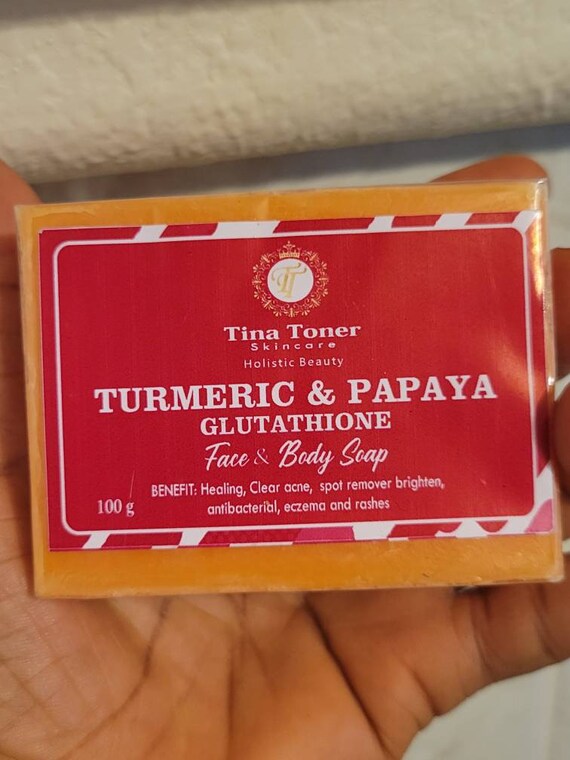 Tina Toner
Skincare
Holistic Beauty
TURMERIC & PAPAYA
GLUTATHIONE
Face & Body Soap
BENEFIT: Healing, Clear acne, spot remover brighten,
antibacterial, eczema and rashes
100 g